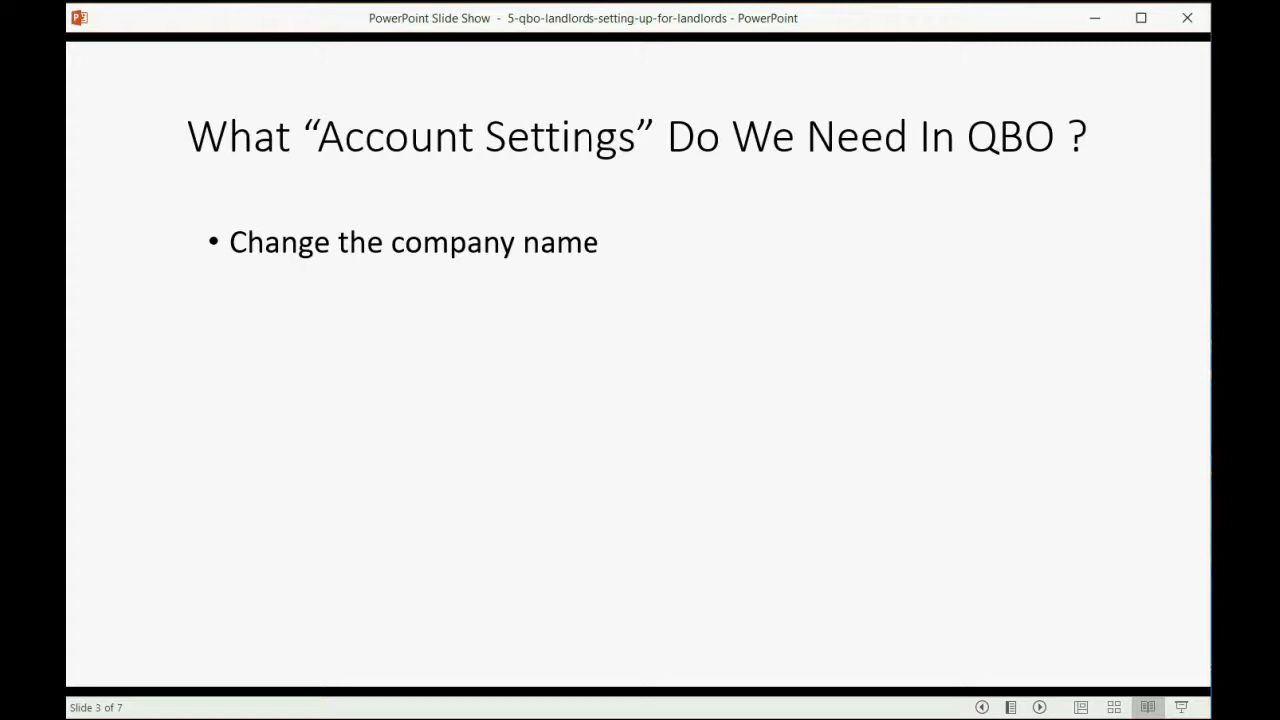 PowerPoint Slide Show - 5-qbo-landlords-setting-up-for-landlords - PowerPoint
What “Account Settings” Do We Need In QBO ?
• Change the company name
Slide 3 of 7